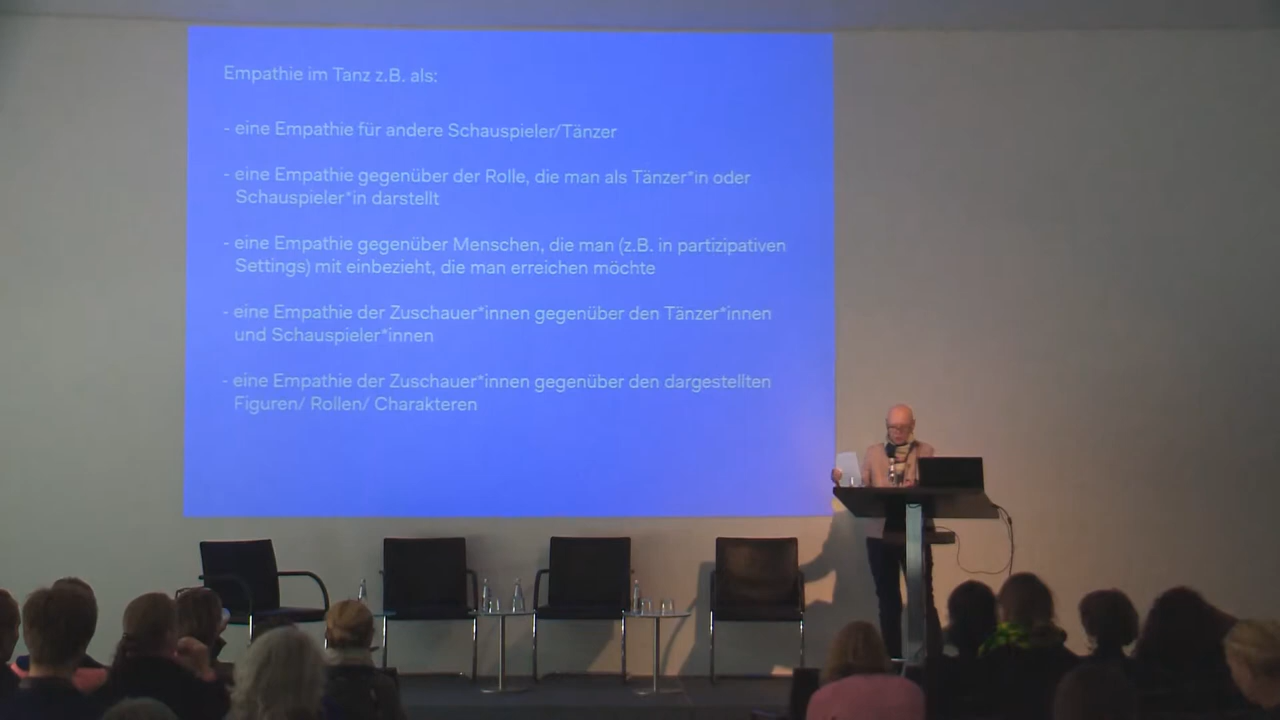 Empathie im Tanz z.B. als:
- eine Empathie für andere Schauspieler/Tänzer
- eine Empathie gegenüber der Rolle, die man als Tänzer*in oder
Schauspieler*in darstellt
- eine Empathie gegenüber Menschen, die man (z.B. in partizipativen
Settings) mit einbezieht, die man erreichen möchte
- eine Empathie der Zuschauer*innen gegenüber den Tänzer*innen
und Schauspieler*innen
- eine Empathie der Zuschauer*innen gegenüber den dargestellten
Figuren/ Rollen/ Charakteren